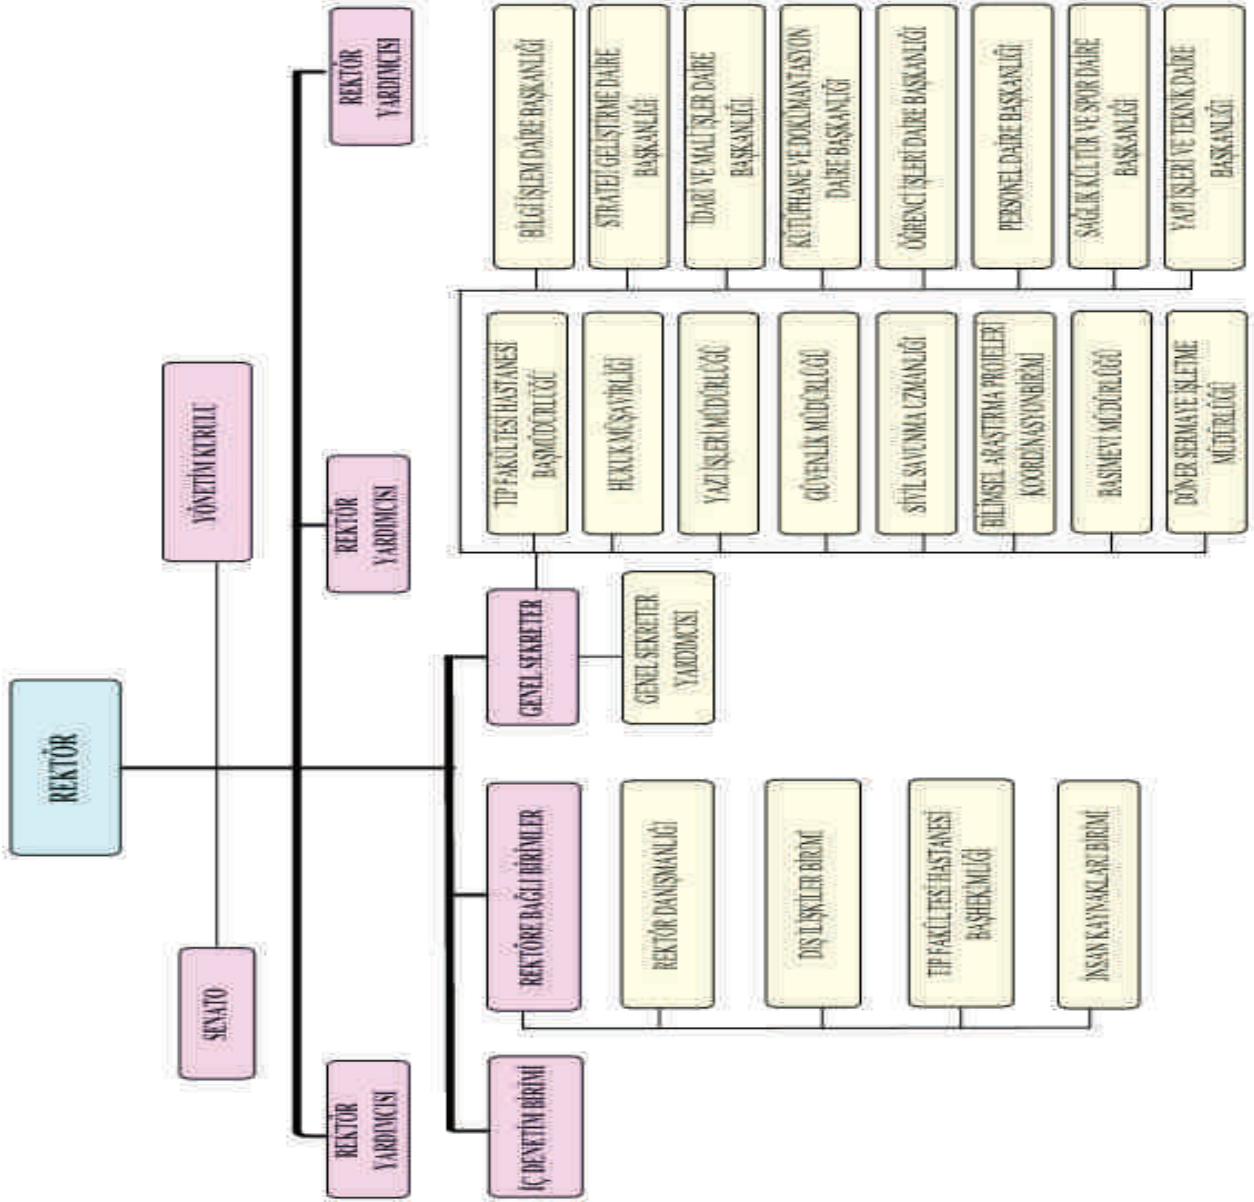 REKTÖR
SENATO
YÖNETİM KURULU
REKTÖR
YARDIMCISI
REKTÖR
YARDIMCISI
REKTÖR
YARDIMCISI
İÇ DENETİM BİRİMİ
REKTÖRE BAĞLI BİRİMLER
REKTÖR DANIŞMANLIĞI
DIŞ İLİŞKİLER BİRİMİ
TIP FAKÜLTESİ HASTANESİ
BAŞHEKİMLİĞİ
İNSAN KAYNAKLARI BİRİMİ
GENEL SEKRETER
GENEL SEKRETER
YARDIMCISI
TIP FAKÜLTESİ HASTANESİ
BAŞMÜDÜRLÜĞÜ
HUKUK MÜŞAVİRLİĞİ
YAZI İŞLERİ MÜDÜRLÜĞÜ
GÜVENLİK MÜDÜRLÜĞÜ
SİVİL SAVUNMA UZMANLIĞI
BİLİMSEL ARAŞTIRMA PROJELERİ
KOORDİNASYON BİRİMİ
BASIMEVİ MÜDÜRLÜĞÜ
DÖNER SERMAYE İŞLETME
MÜDÜRLÜĞÜ
BİLGİ İŞLEM DAİRE BAŞKANLIĞI
STRATEJİ GELİŞTİRME DAİRE
BAŞKANLIĞI
İDARİ VE MALİ İŞLER DAİRE
BAŞKANLIĞI
KÜTÜPHANE VE DOKÜMANTASYON
DAİRE BAŞKANLIĞI
ÖĞRENCİ İŞLERİ DAİRE BAŞKANLIĞI
PERSONEL DAİRE BAŞKANLIĞI
SAĞLIK KÜLTÜR VE SPOR DAİRE
BAŞKANLIĞI
YAPI İŞLERİ VE TEKNİK DAİRE
BAŞKANLIĞI